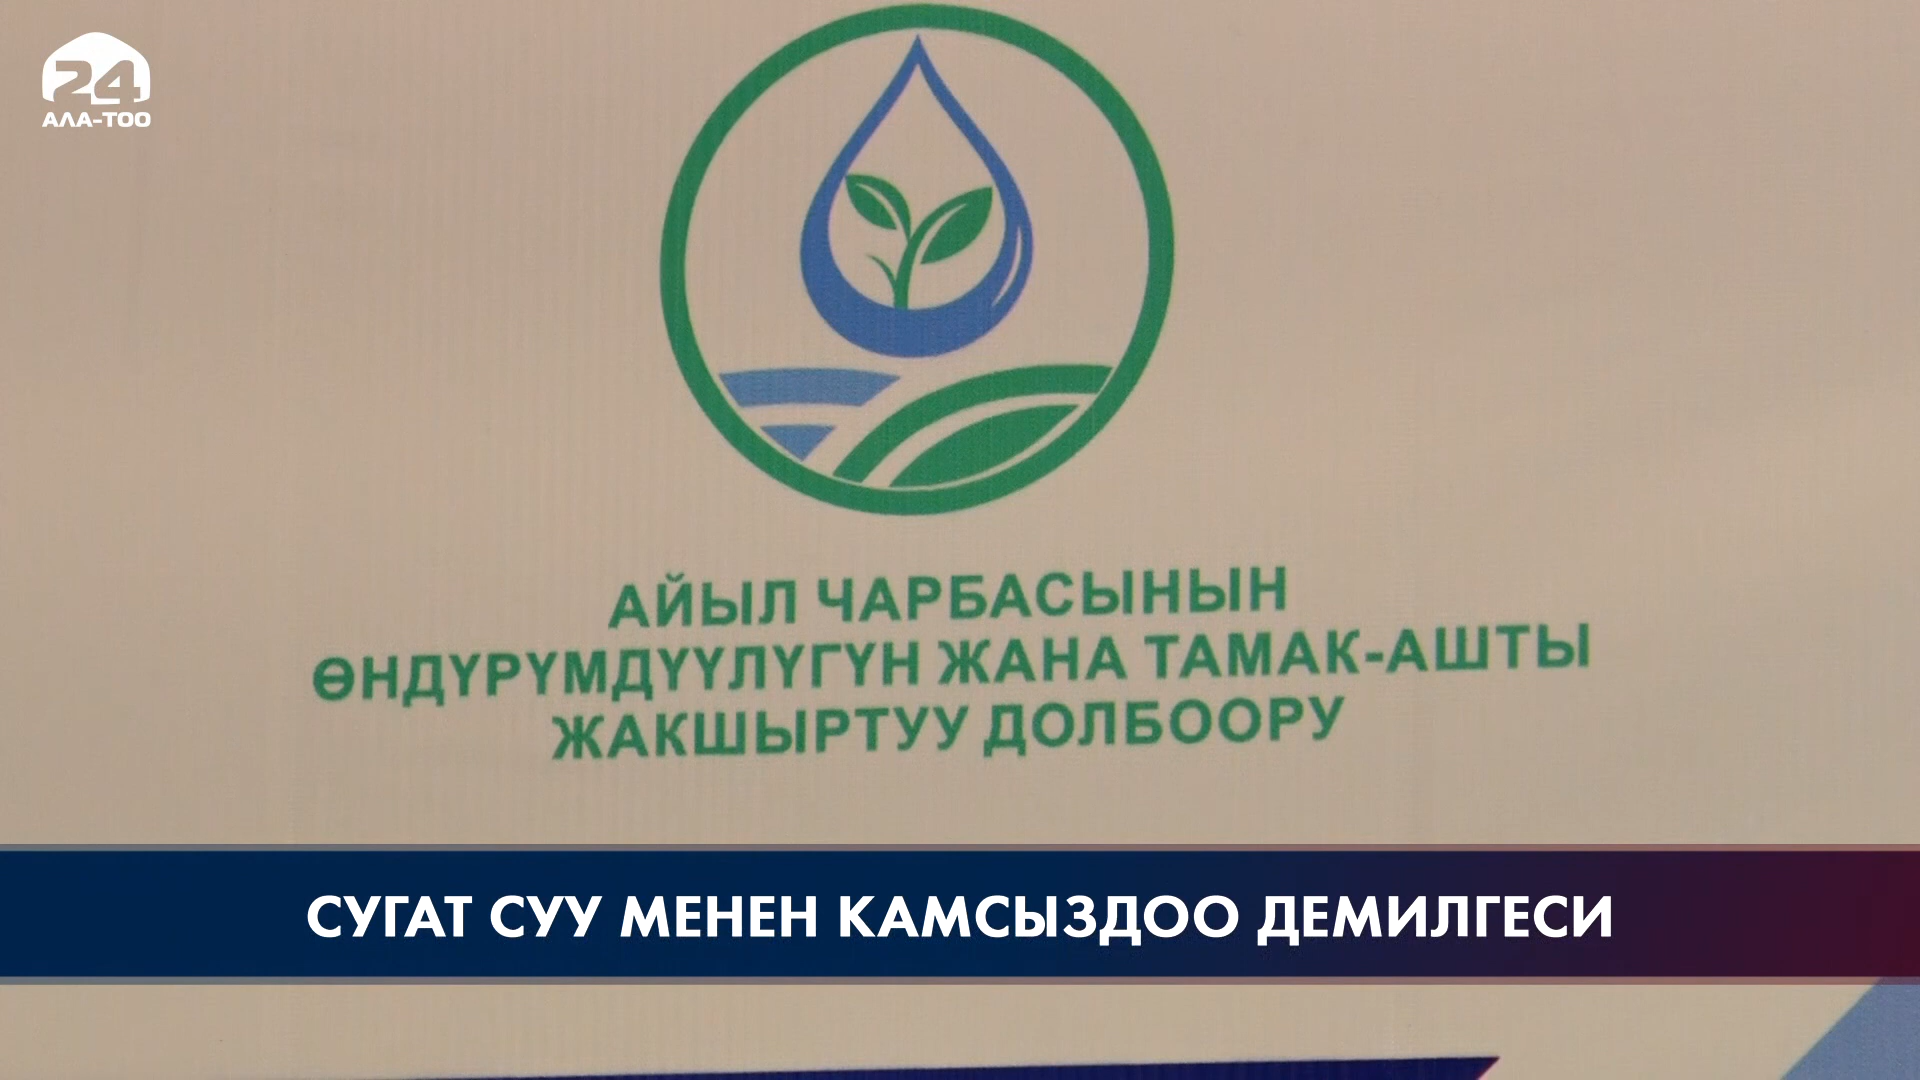 24
АЛА-ТОО
АЙЫЛ ЧАРБАСЫНЫН
ӨНДҮРҮМДҮҮЛҮГҮН ЖАНА ТАМАК-АШТЫ
ЖАКШЫРТУУ ДОЛБООРУ
СУГАТ СУУ МЕНЕН КАМСЫЗДОО ДЕМИЛГЕСИ